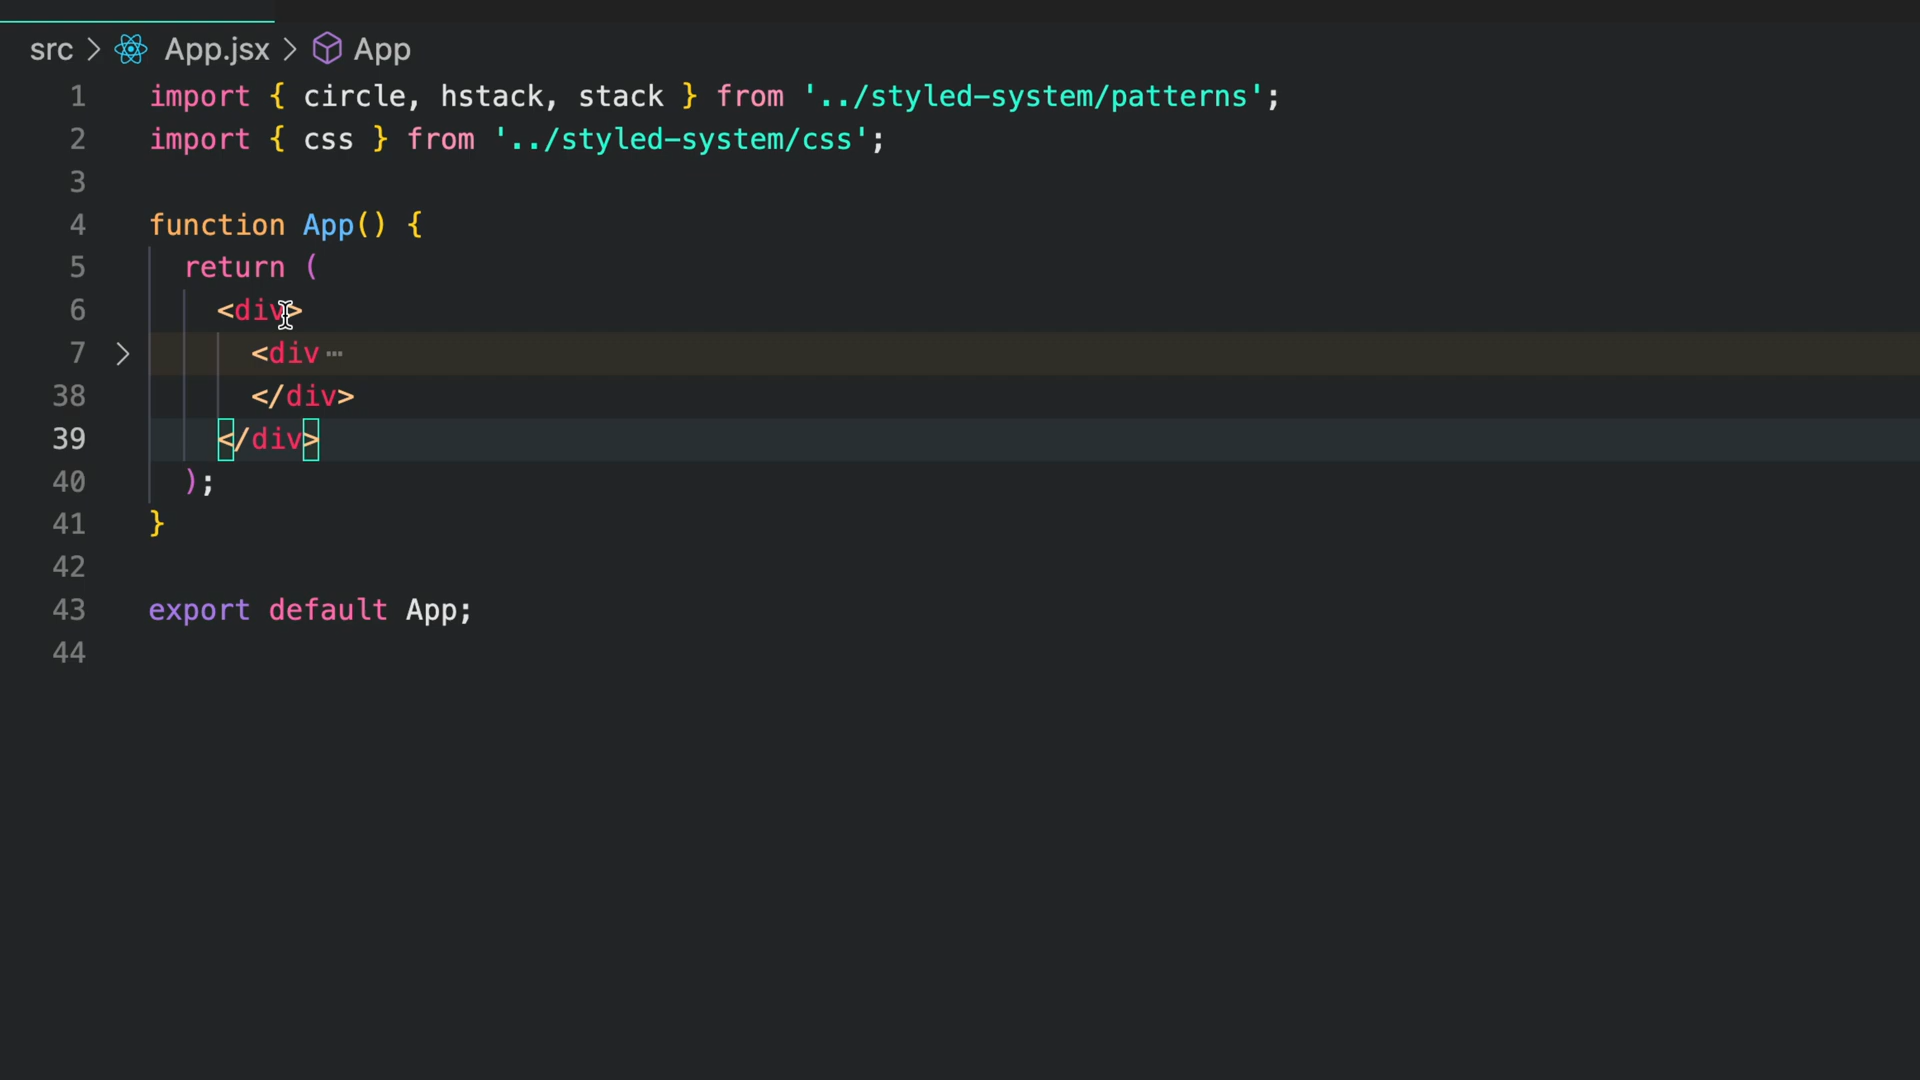 src > App.jsx > App
1 import { circle, hstack, stack } from '../styled-system/patterns';
2 import { css } from '../styled-system/css';
3
4 function App() {
5 return (
6 <div>
7 > <div ⋯
38 </div>
39 </div>
40 );
41 }
42
43 export default App;
44